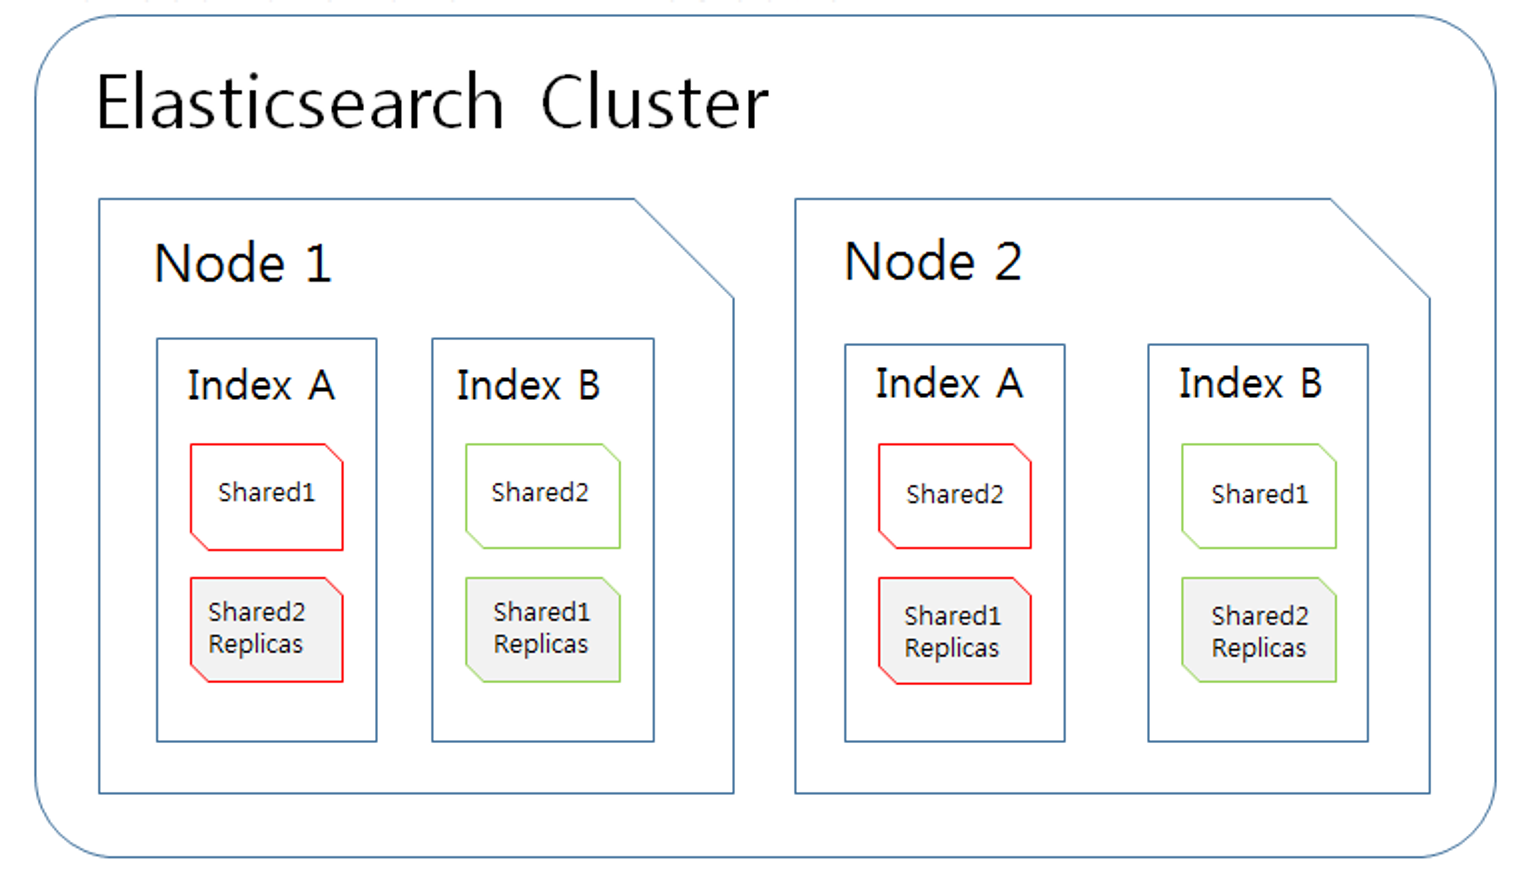 Elasticsearch Cluster
Node 1
Index A
Shared1
Shared2
Replicas
Index B
Shared2
Shared1
Replicas
Node 2
Index A
Shared2
Shared1
Replicas
Index B
Shared1
Shared2
Replicas